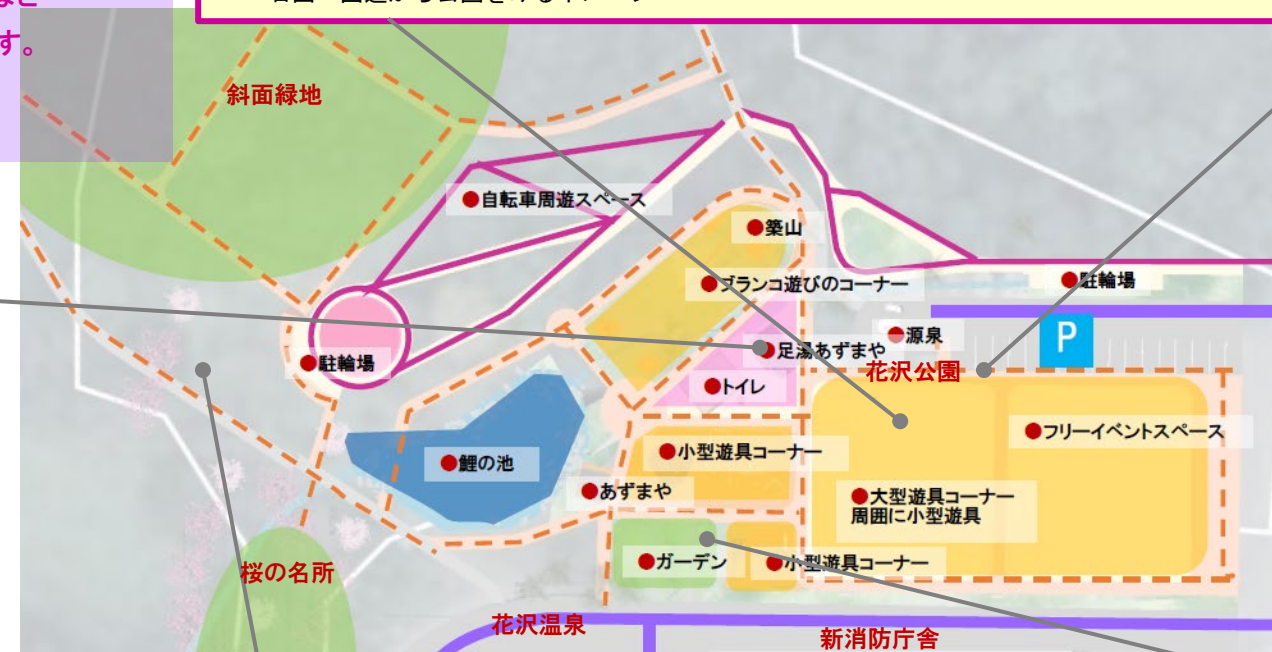 す。
斜面緑地
●自転車周遊スペース
●築山
●ブランコ遊びのコーナー
●駐輪場
●源泉
P
●足湯あずまや
花沢公園
●駐輪場
●トイレ
●フリーイベントスペース
●小型遊具コーナー
●鯉の池
●あずまや
●大型遊具コーナー
周囲に小型遊具
●ガーデン
●小型遊具コーナー
桜の名所
花沢温泉
新消防庁舎